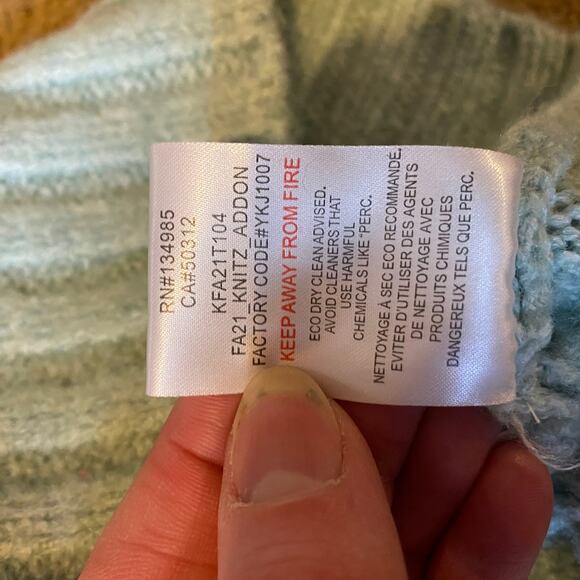 RN#134985
CA#50312
KFA21T104
FA21_KNITZ_ADDON
FACTORY CODE#YKJ1007
KEEP AWAY FROM FIRE
ECO DRY CLEAN ADVISED.
AVOID CLEANERS THAT
USE HARMFUL
CHEMICALS LIKE "PERC.
NETTOYAGE À SEC ECO RECOMMANDÉ.
EVITER D'UTILISER DES AGENTS
DE NETTOYAGE AVEC
PRODUITS CHIMIQUES
DANGEREUX TELS QUE PERC.